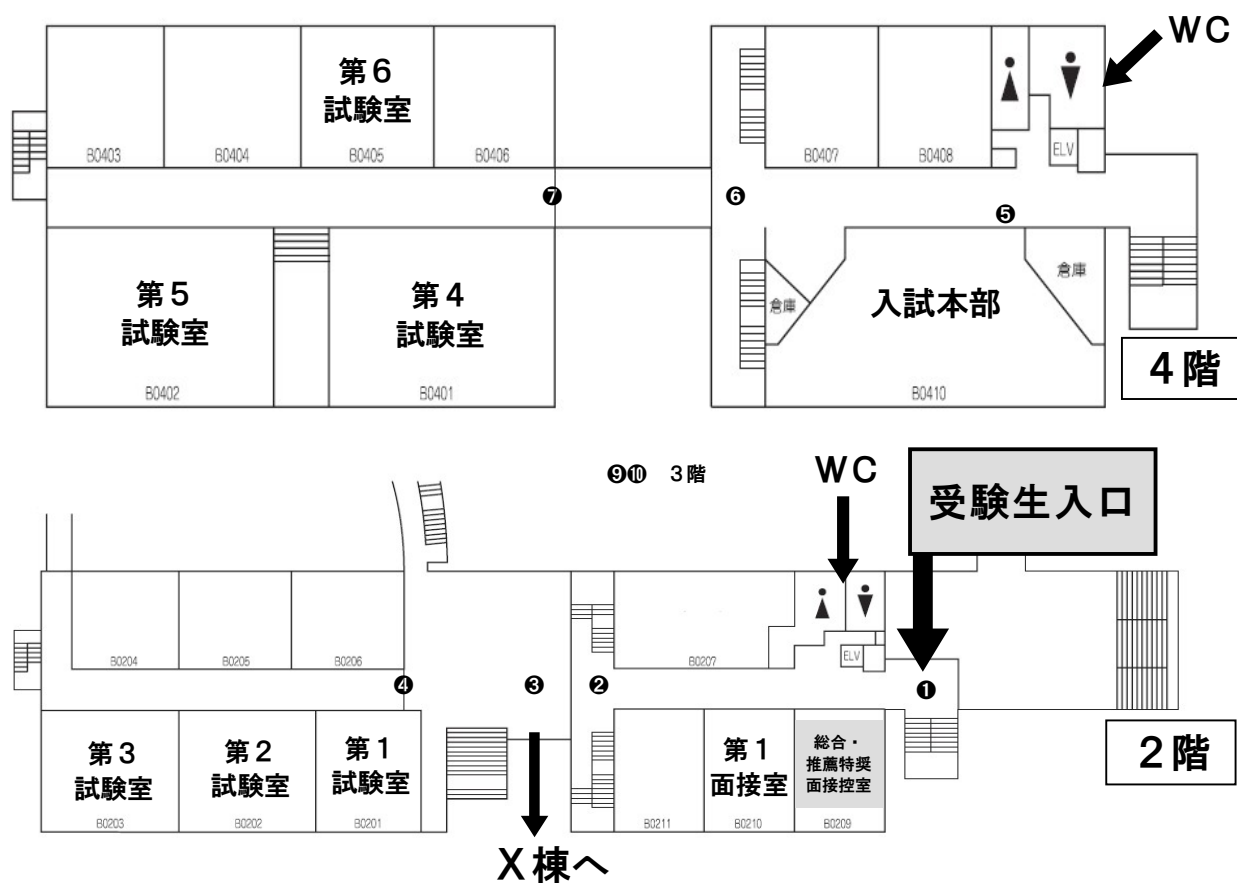 WC
第６
試験室
B0403
B0404
B0405
B0406
B0407
B0408
ELV
❼
❻
❺
第５
試験室
第４
試験室
倉庫
入試本部
倉庫
B0402
B0401
B0410
４階
❾❿ ３階
WC
受験生入口
B0204
B0205
B0206
B0207
ELV
❹
❸
❷
❶
第３
試験室
第２
試験室
第１
試験室
第１
面接室
総合・
推薦特奨
面接控室
２階
B0203
B0202
B0201
B0211
B0210
B0209
Ｘ棟へ